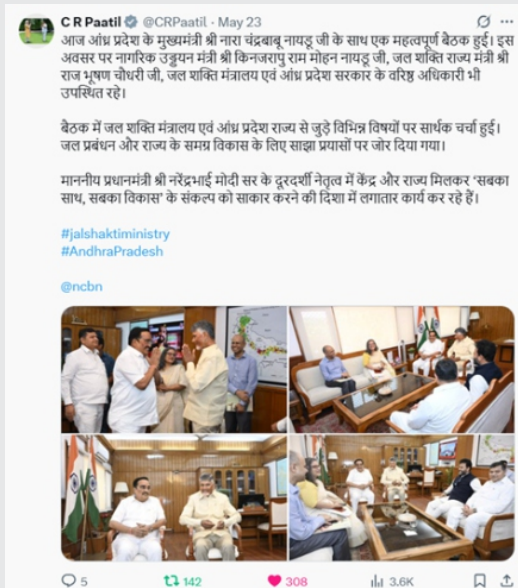 C R Paatil @CRPaatil · May 23
आज आंध्र प्रदेश के मुख्यमंत्री श्री नारा चंद्रबाबू नायडू जी के साथ एक महत्वपूर्ण बैठक हुई। इस
अवसर पर नागरिक उड्डयन मंत्री श्री किनजरापु राम मोहन नायडू जी, जल शक्ति राज्य मंत्री श्री
राज भूषण चौधरी जी, जल शक्ति मंत्रालय एवं आंध्र प्रदेश सरकार के वरिष्ठ अधिकारी भी
उपस्थित रहे।
बैठक में जल शक्ति मंत्रालय एवं आंध्र प्रदेश राज्य से जुड़े विभिन्न विषयों पर सार्थक चर्चा हुई।
जल प्रबंधन और राज्य के समग्र विकास के लिए साझा प्रयासों पर जोर दिया गया।
माननीय प्रधानमंत्री श्री नरेंद्रभाई मोदी सर के दूरदर्शी नेतृत्व में केंद्र और राज्य मिलकर ‘सबका
साथ, सबका विकास’ के संकल्प को साकार करने की दिशा में लगातार कार्य कर रहे हैं।
#jalshaktiministry
#AndhraPradesh
@ncbn
5 142 308 3.6K